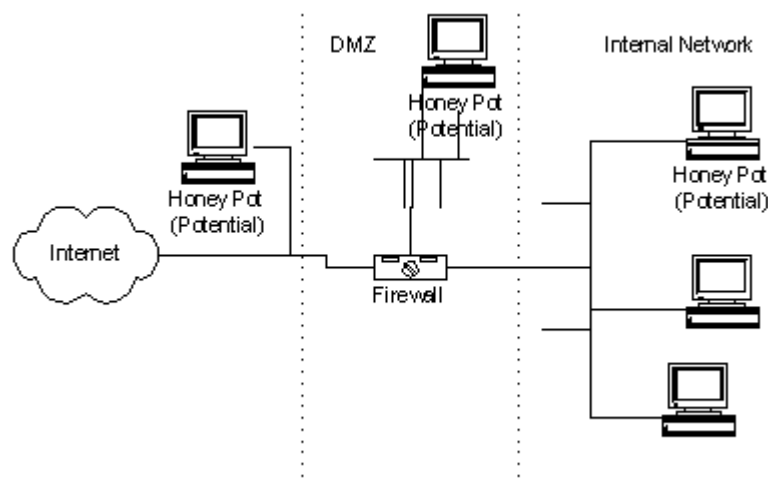 DMZ
Internal Network
Honey Pot
(Potential)
Honey Pot
(Potential)
Honey Pot
(Potential)
Internet
Firewall